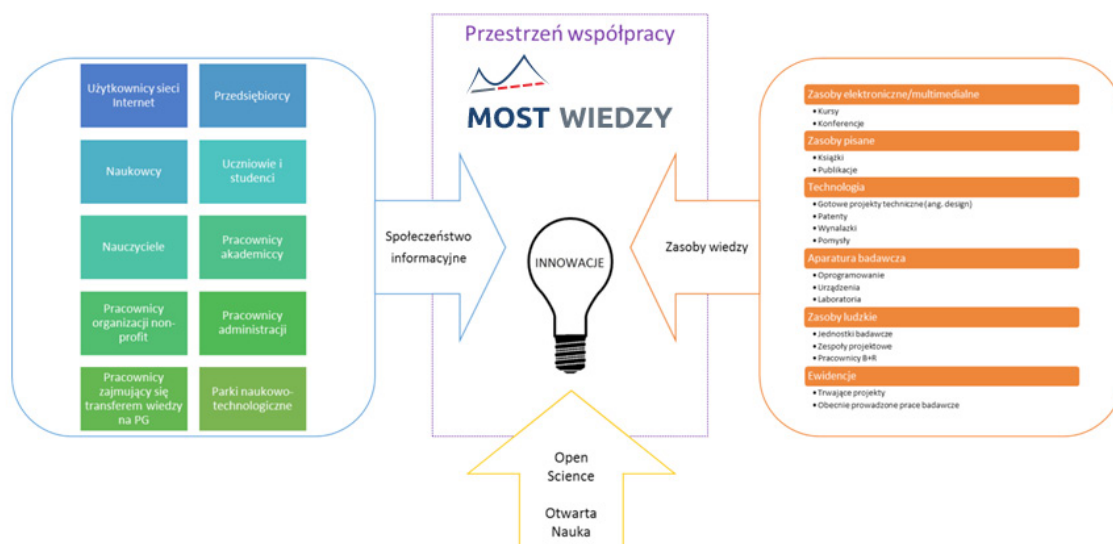 Użytkownicy sieci
Internet
Przedsiębiorcy
Naukowcy
Uczniowie i
studenci
Nauczyciele
Pracownicy
akademiccy
Pracownicy
organizacji non-
profit
Pracownicy
administracji
Pracownicy
zajmujący się
transferem wiedzy
na PG
Parki naukowo-
technologiczne
Społeczeństwo
informacyjne
Przestrzeń współpracy
MOST WIEDZY
INNOWACJE
Open
Science
Otwarta
Nauka
Zasoby wiedzy
Zasoby elektroniczne/multimedialne
• Kursy
• Konferencje
Zasoby pisane
• Książki
• Publikacje
Technologia
• Gotowe projekty techniczne (ang. design)
• Patenty
• Wynalazki
• Pomysły
Aparatura badawcza
• Oprogramowanie
• Urządzenia
• Laboratoria
Zasoby ludzkie
• Jednostki badawcze
• Zespoły projektowe
• Pracownicy B+R
Ewidencje
• Trwające projekty
• Obecnie prowadzone prace badawcze